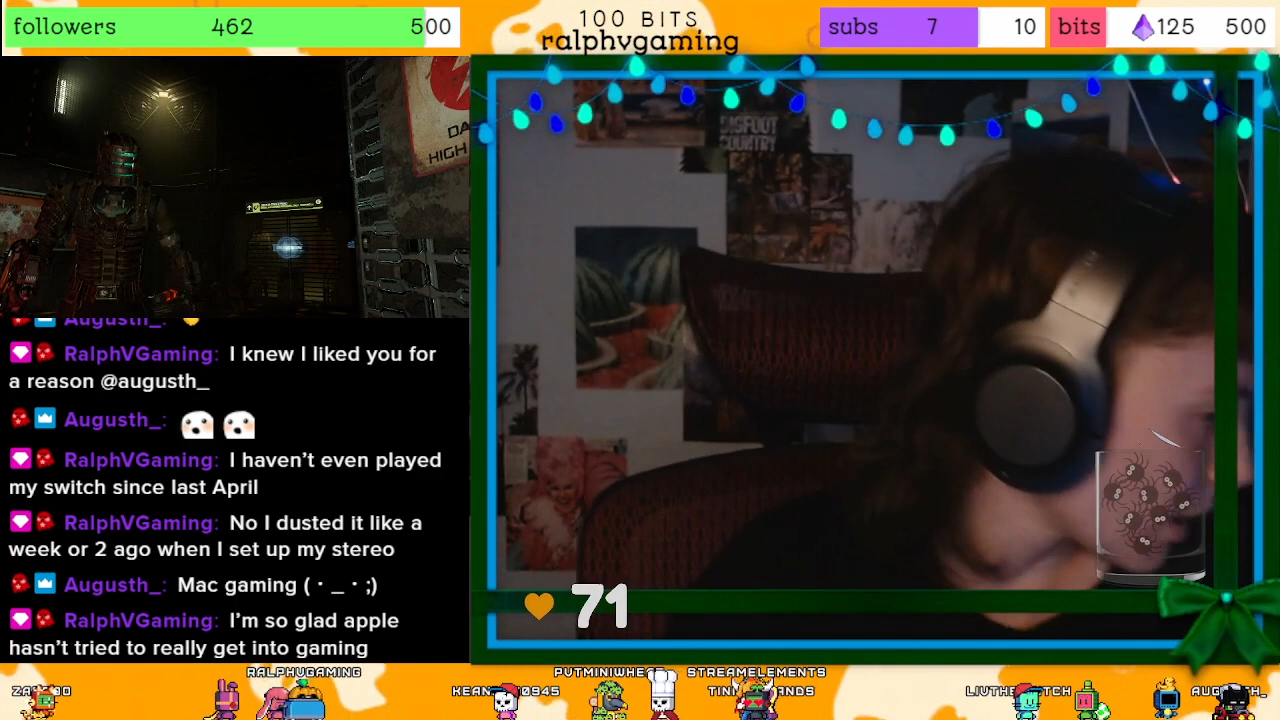 followers 462 500
100 BITS
ralphvgaming
subs 7 10
bits 125 500
DA
HIGH
BIGFOOT
COUNTRY
Augusth_:
RalphVGaming: I knew I liked you for
a reason @augusth_
Augusth_:
RalphVGaming: I haven't even played
my switch since last April
RalphVGaming: No I dusted it like a
week or 2 ago when I set up my stereo
Augusth_: Mac gaming (・_・;)
RalphVGaming: I'm so glad apple
hasn't tried to really get into gaming
71
RALPHVGAMING
STREAMELEMENTS